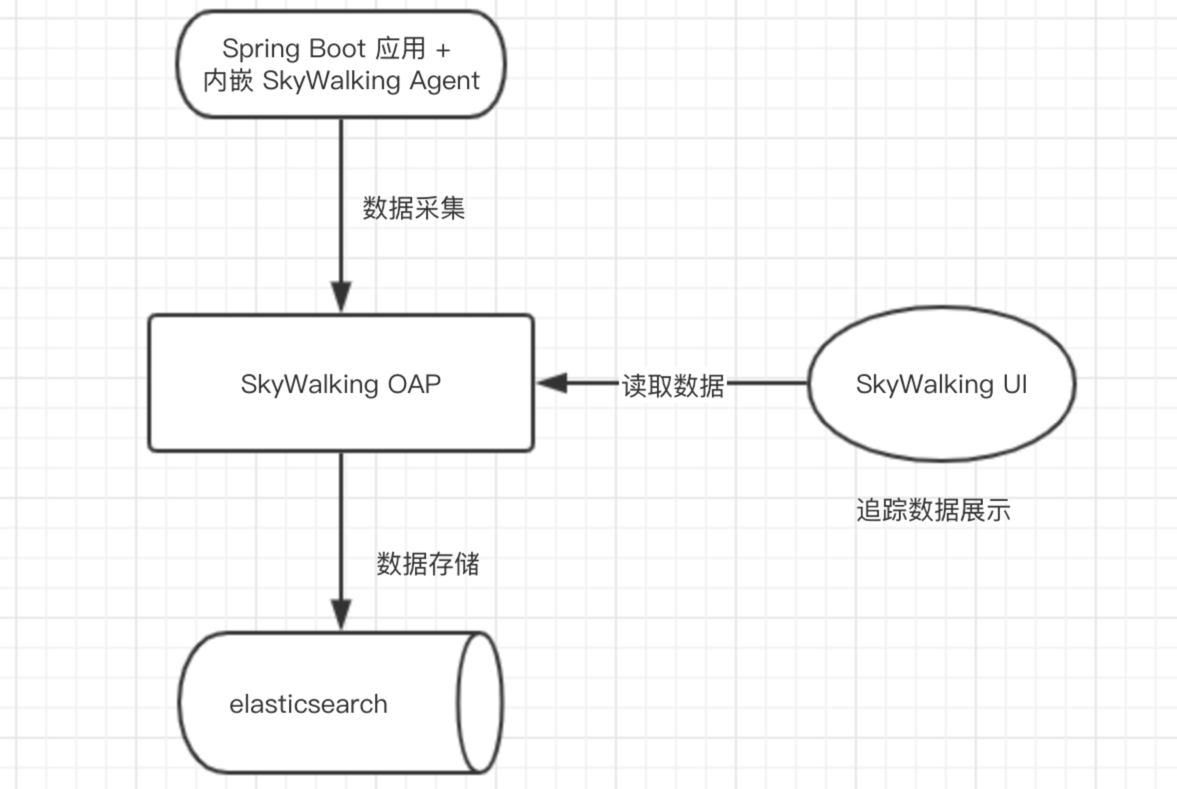 Spring Boot 应用 +
内嵌 SkyWalking Agent
数据采集
SkyWalking OAP
读取数据
SkyWalking UI
追踪数据展示
数据存储
elasticsearch